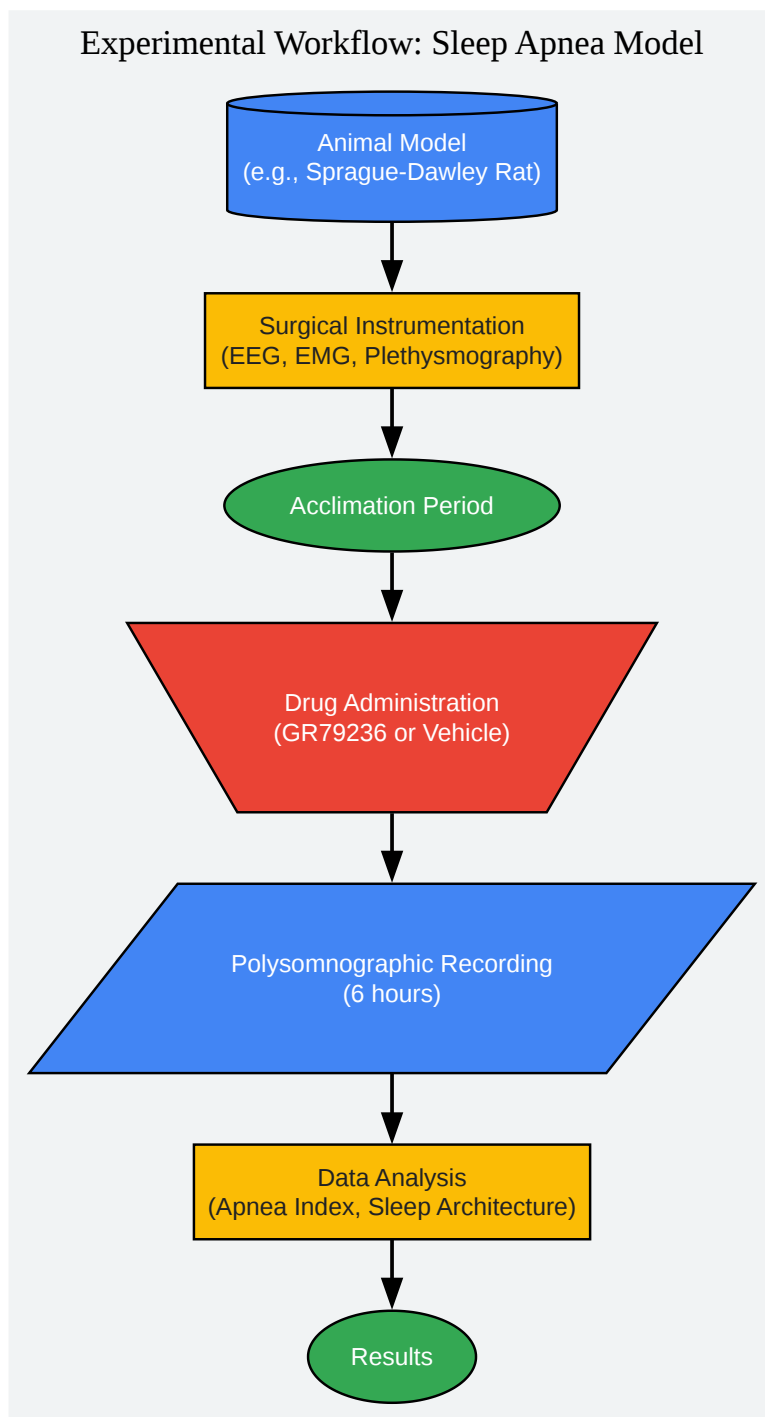 Experimental Workflow: Sleep Apnea Model
Animal Model
(e.g., Sprague-Dawley Rat)
Surgical Instrumentation
(EEG, EMG, Plethysmography)
Acclimation Period
Drug Administration
(GR79236 or Vehicle)
Polysomnographic Recording
(6 hours)
Data Analysis
(Apnea Index, Sleep Architecture)
Results